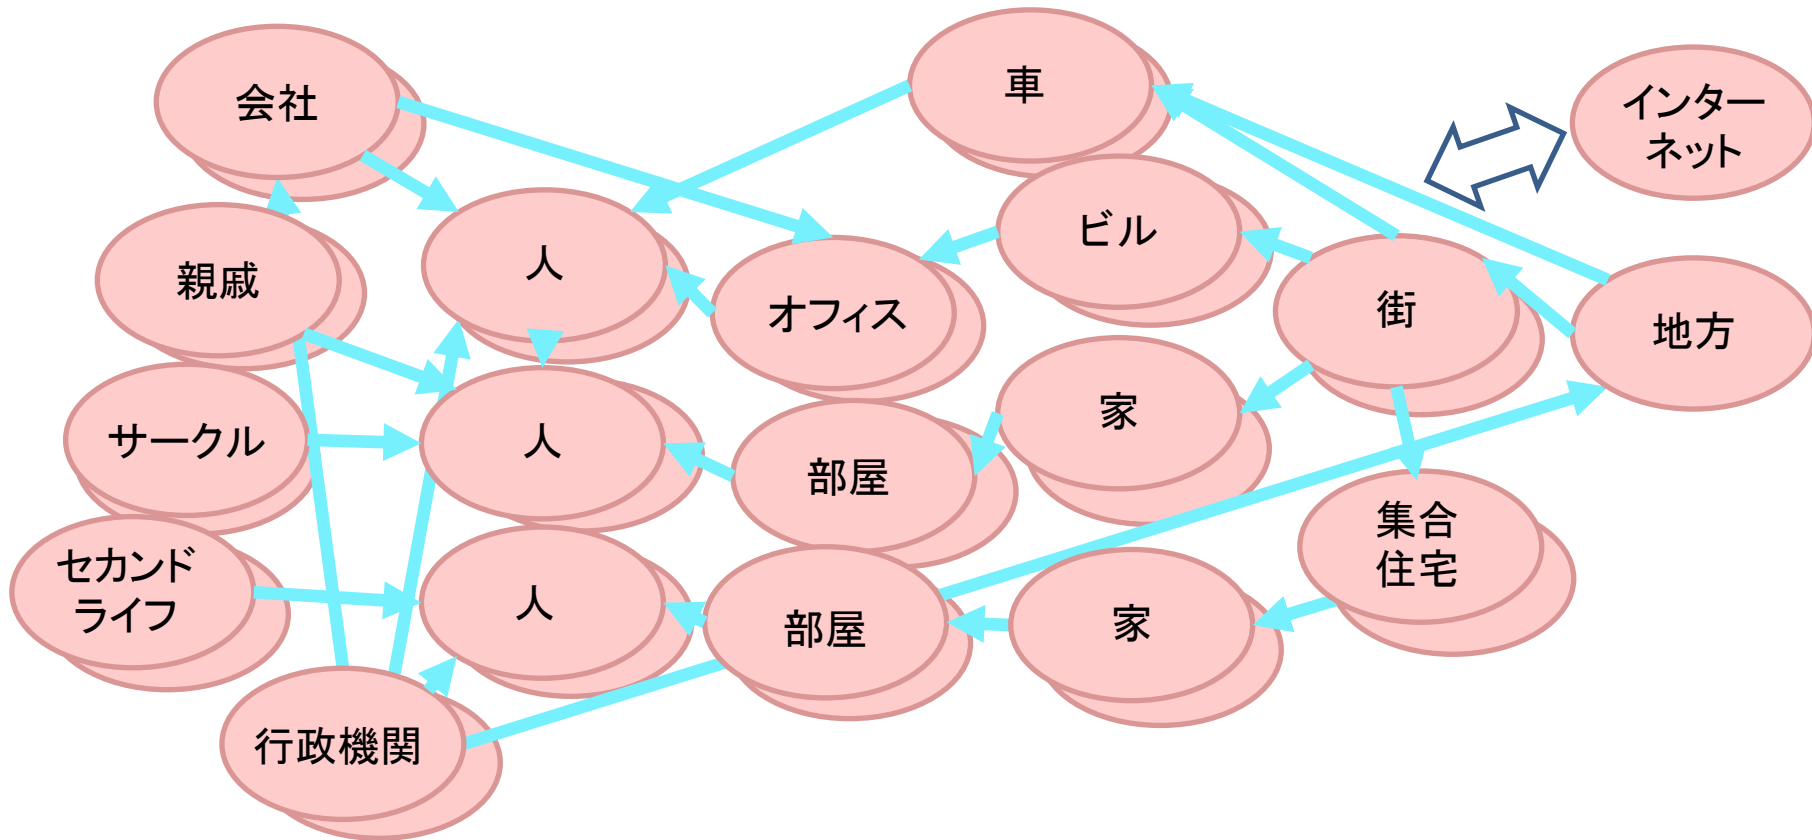 会社
車
インター
ネット
ビル
人
親戚
オフィス
街
地方
家
サークル
人
部屋
集合
住宅
セカンド
ライフ
人
部屋
家
行政機関